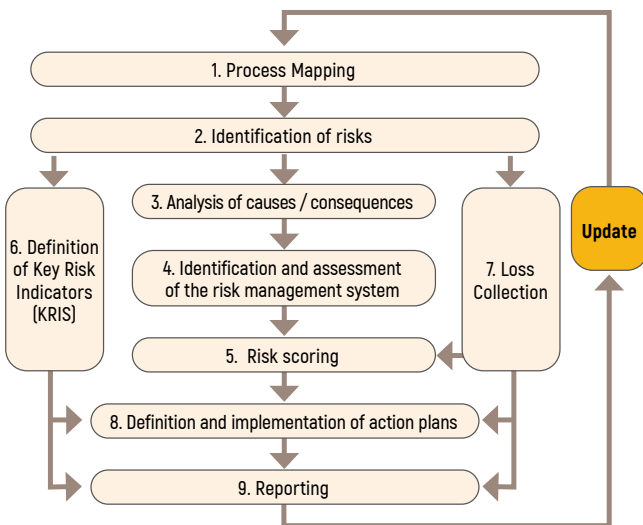 1. Process Mapping
2. Identification of risks
3. Analysis of causes / consequences
4. Identification and assessment
of the risk management system
5. Risk scoring
6. Definition
of Key Risk
Indicators
(KRIS)
7. Loss
Collection
Update
8. Definition and implementation of action plans
9. Reporting